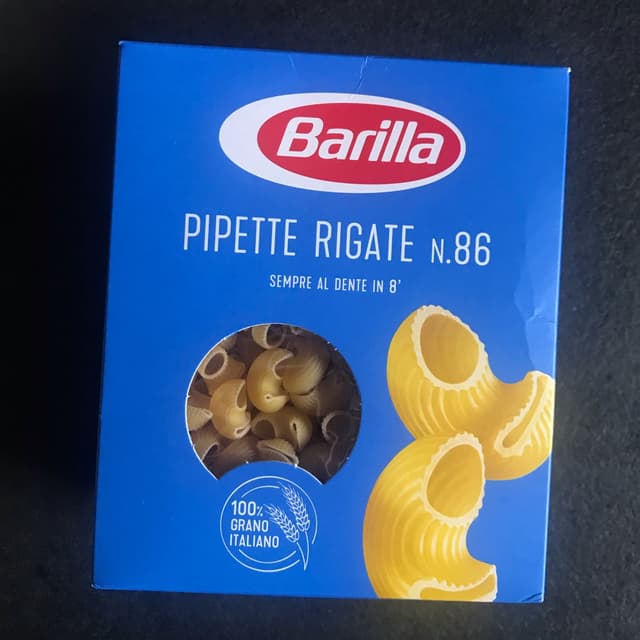 Barilla
PIPETTE RIGATE N.86
SEMPRE AL DENTE IN 8'
100%
GRANO
ITALIANO